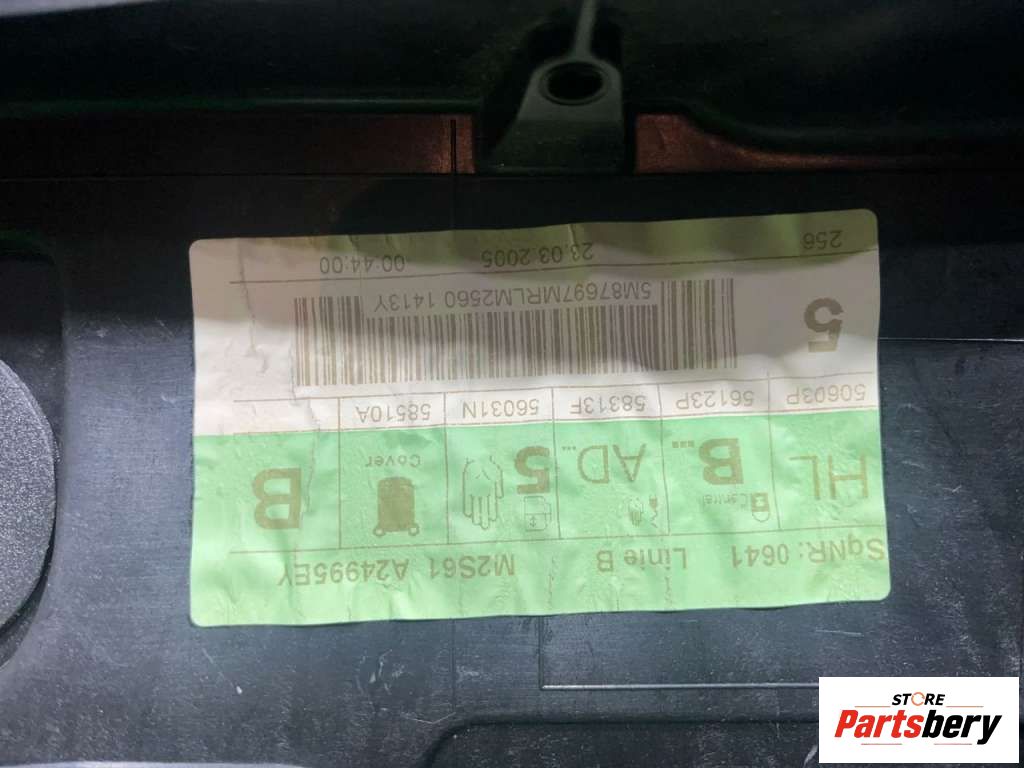 SqNR: 0641 Linie B M2S61 A24995EY
HL B... AD.. 5 B
Central Cover
50603P 56123P 58313F 56031N 58510A
5
5M87697MRLM2560 1413Y
256 23.03.2005 00:44:00
STORE
Partsbery